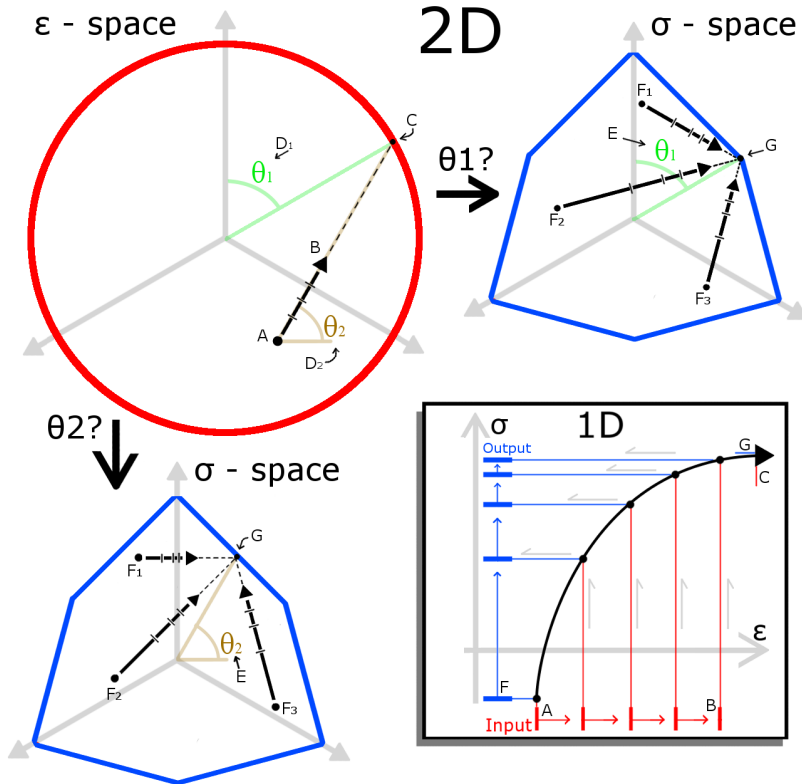 ε - space
2D
σ - space
C
D₁
θ₁
B
A
θ₂
D₂
θ1?
F₁
E
θ₁
G
F₂
F₃
θ2?
σ - space
G
F₁
θ₂
E
F₂
F₃
σ
1D
Output
G
C
ε
F
A
B
Input